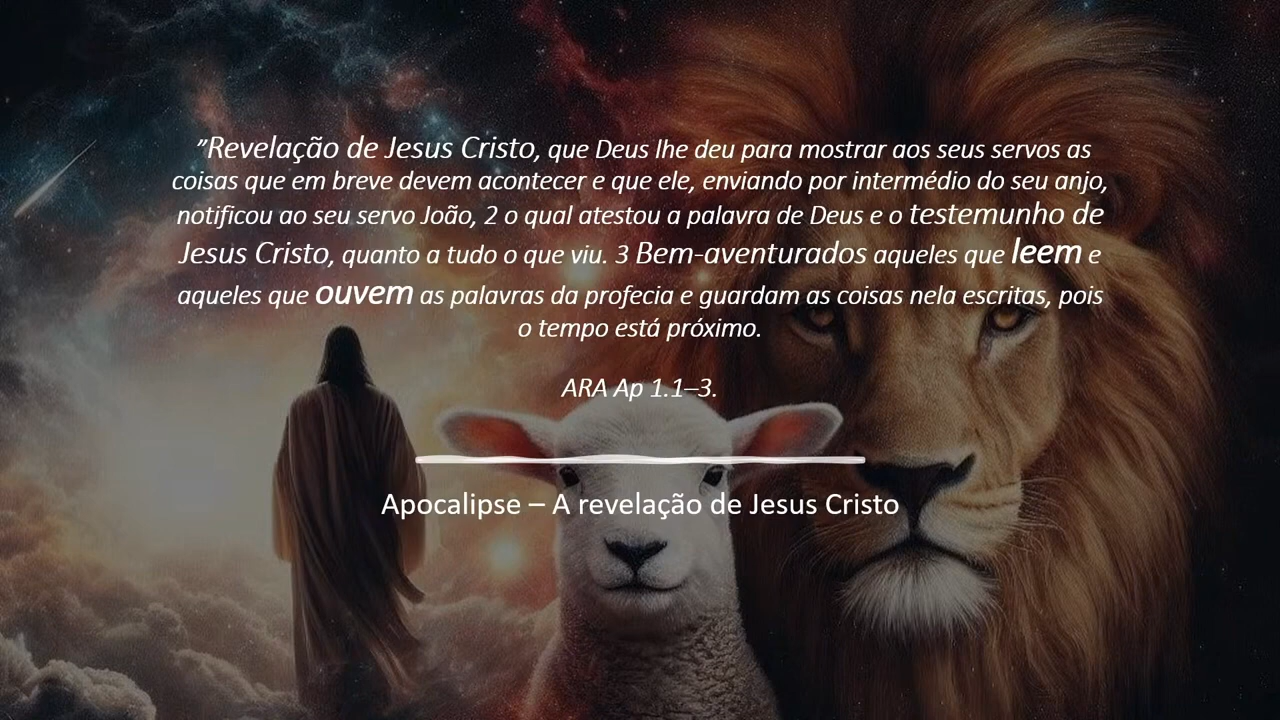 ”Revelação de Jesus Cristo, que Deus lhe deu para mostrar aos seus servos as
coisas que em breve devem acontecer e que ele, enviando por intermédio do seu anjo,
notificou ao seu servo João, 2 o qual atestou a palavra de Deus e o testemunho de
Jesus Cristo, quanto a tudo o que viu. 3 Bem-aventurados aqueles que leem e
aqueles que ouvem as palavras da profecia e guardam as coisas nela escritas, pois
o tempo está próximo.
ARA Ap 1.1–3.
Apocalipse – A revelação de Jesus Cristo